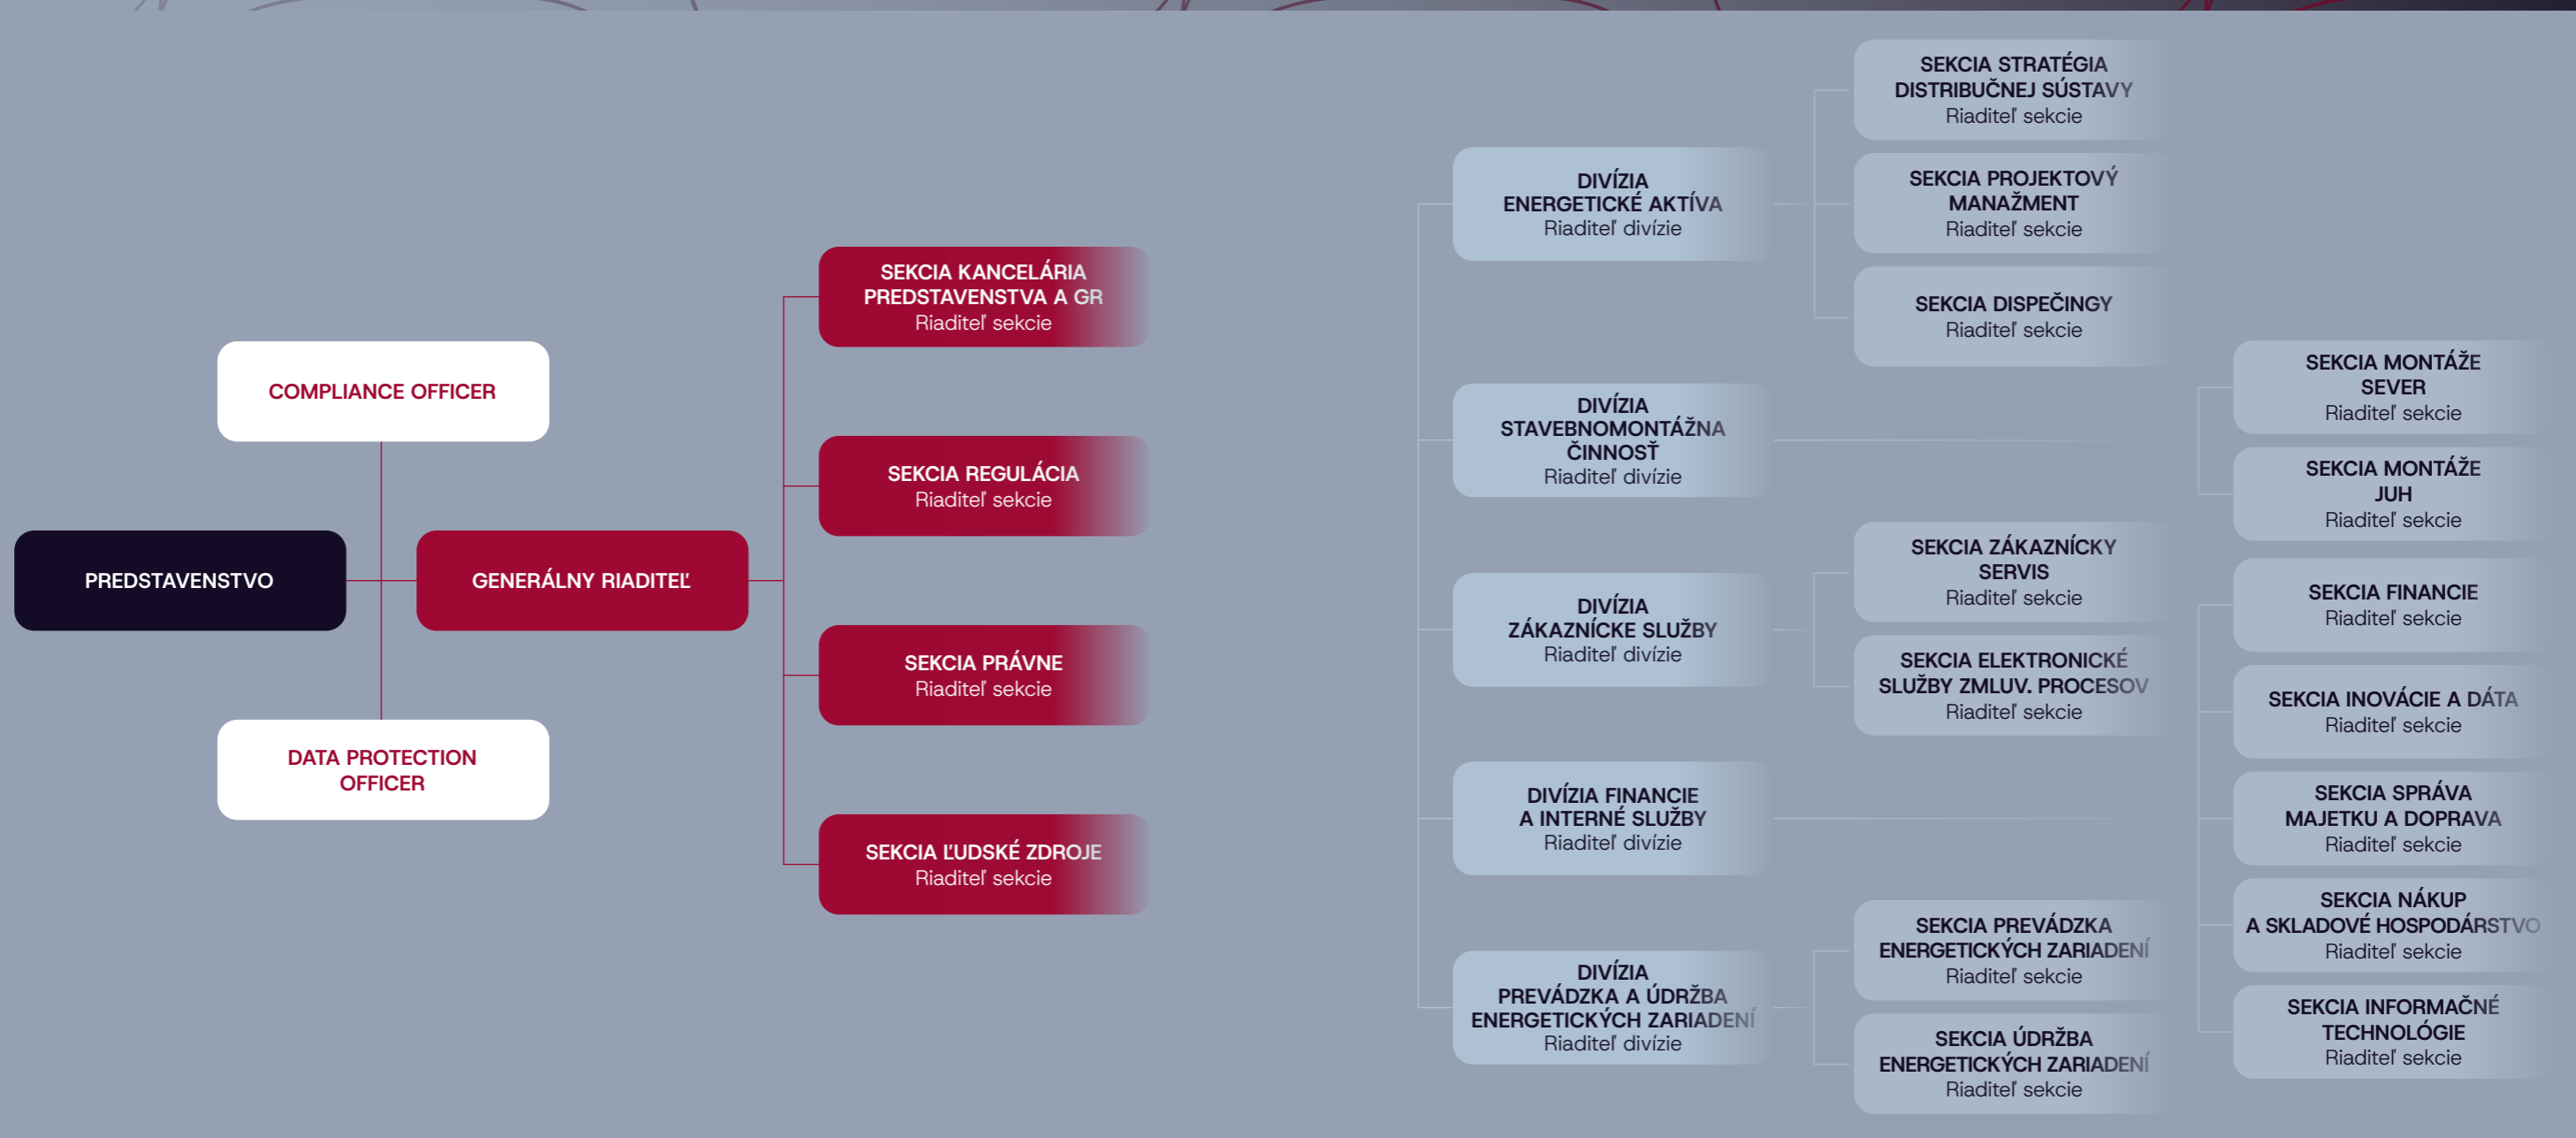 COMPLIANCE OFFICER
PREDSTAVENSTVO
GENERÁLNY RIADITEĽ
DATA PROTECTION
OFFICER
SEKCIA KANCELÁRIA
PREDSTAVENSTVA A GR
Riaditeľ sekcie
SEKCIA REGULÁCIA
Riaditeľ sekcie
SEKCIA PRÁVNE
Riaditeľ sekcie
SEKCIA ĽUDSKÉ ZDROJE
Riaditeľ sekcie
DIVÍZIA
ENERGETICKÉ AKTÍVA
Riaditeľ divízie
SEKCIA STRATÉGIA
DISTRIBUČNEJ SÚSTAVY
Riaditeľ sekcie
SEKCIA PROJEKTOVÝ
MANAŽMENT
Riaditeľ sekcie
SEKCIA DISPEČINGY
Riaditeľ sekcie
DIVÍZIA
STAVEBNOMONTÁŽNA
ČINNOSŤ
Riaditeľ divízie
SEKCIA MONTÁŽE
SEVER
Riaditeľ sekcie
SEKCIA MONTÁŽE
JUH
Riaditeľ sekcie
DIVÍZIA
ZÁKAZNÍCKE SLUŽBY
Riaditeľ divízie
SEKCIA ZÁKAZNÍCKY
SERVIS
Riaditeľ sekcie
SEKCIA ELEKTRONICKÉ
SLUŽBY ZMLUV. PROCESOV
Riaditeľ sekcie
DIVÍZIA FINANCIE
A INTERNÉ SLUŽBY
Riaditeľ divízie
SEKCIA FINANCIE
Riaditeľ sekcie
SEKCIA INOVÁCIE A DÁTA
Riaditeľ sekcie
SEKCIA SPRÁVA
MAJETKU A DOPRAVA
Riaditeľ sekcie
SEKCIA NÁKUP
A SKLADOVÉ HOSPODÁRSTVO
Riaditeľ sekcie
SEKCIA INFORMAČNÉ
TECHNOLÓGIE
Riaditeľ sekcie
DIVÍZIA
PREVÁDZKA A ÚDRŽBA
ENERGETICKÝCH ZARIADENÍ
Riaditeľ divízie
SEKCIA PREVÁDZKA
ENERGETICKÝCH ZARIADENÍ
Riaditeľ sekcie
SEKCIA ÚDRŽBA
ENERGETICKÝCH ZARIADENÍ
Riaditeľ sekcie